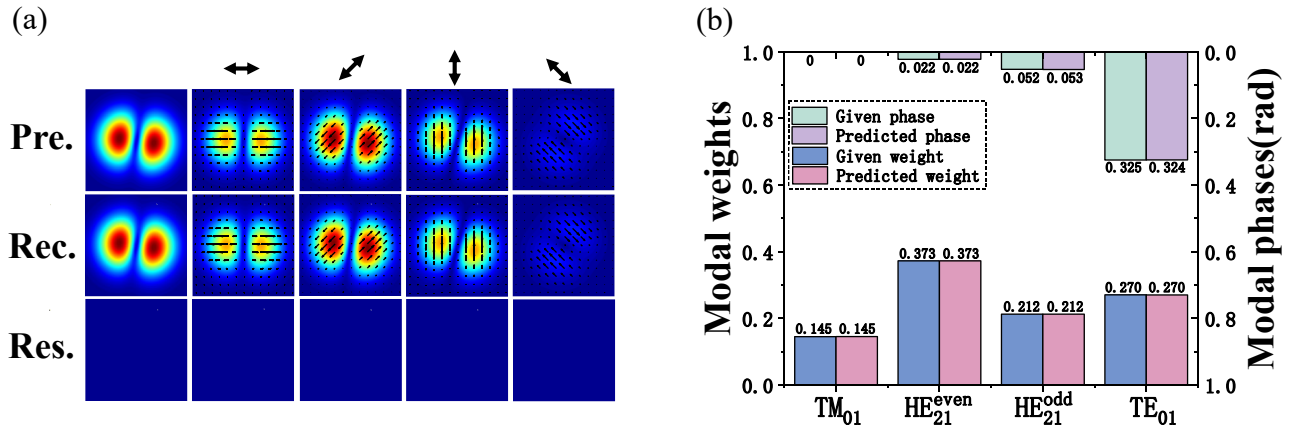 (a)
Pre.
Rec.
Res.
(b)
Modal weights
1.0
0.8
0.6
0.4
0.2
0.0
0 0
0.022 0.022
0.052 0.053
0.325 0.324
Given phase
Predicted phase
Given weight
Predicted weight
0.145 0.145
0.373 0.373
0.212 0.212
0.270 0.270
TM01
HE21even
HE21odd
TE01
0.0
0.2
0.4
0.6
0.8
1.0
Modal phases(rad)